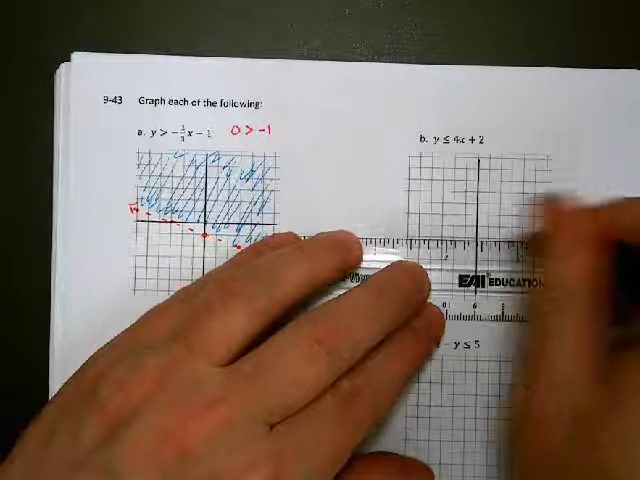 9-43 Graph each of the following:
a. y > -1/3x - 1 0 > -1
b. y ≤ 4x + 2
EAI EDUCATION
- y ≤ 5